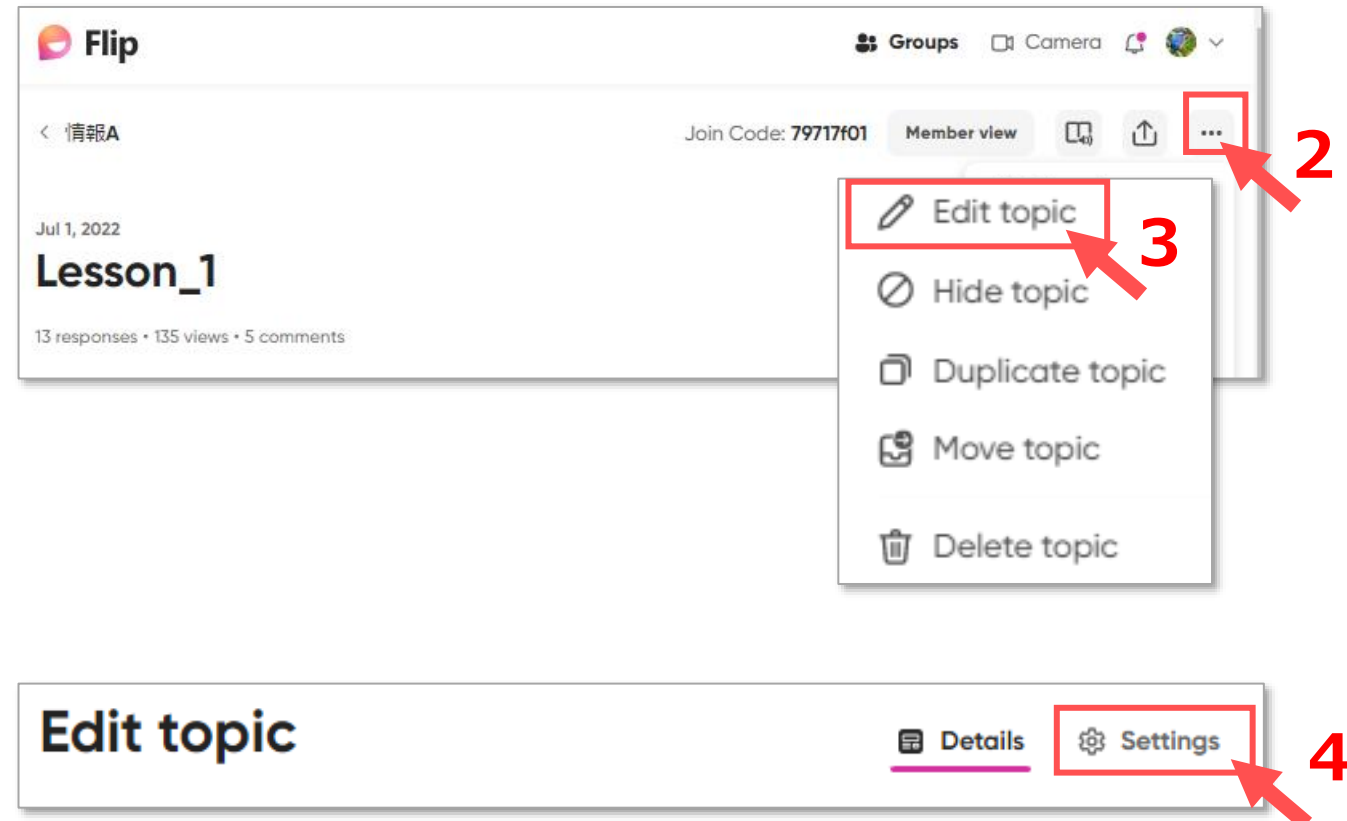 Flip
Groups Camera
情報A
Join Code: 79717f01 Member view
2
Jul 1, 2022
Lesson_1
13 responses • 135 views • 5 comments
Edit topic
3
Hide topic
Duplicate topic
Move topic
Delete topic
Edit topic
Details
Settings
4